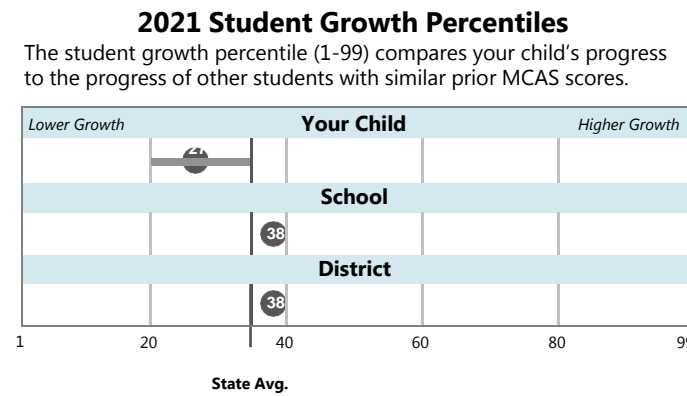 2021 Student Growth Percentiles
The student growth percentile (1-99) compares your child's progress
to the progress of other students with similar prior MCAS scores.
Lower Growth Your Child Higher Growth
27
School
38
District
38
1 20 40 60 80 99
State Avg.